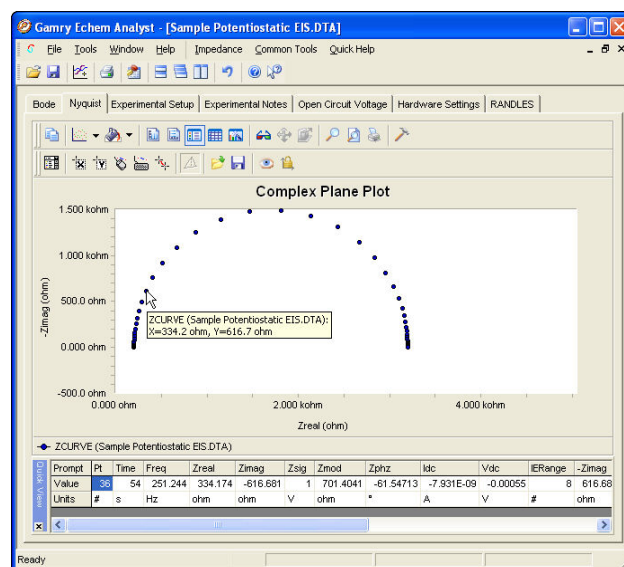 Gamry Echem Analyst - [Sample Potentiostatic EIS.DTA]
File Tools Window Help Impedance Common Tools Quick Help
Bode Nyquist Experimental Setup Experimental Notes Open Circuit Voltage Hardware Settings RANDLES
Complex Plane Plot
1.500 kohm
1.000 kohm
500.0 ohm
0.000 ohm
-500.0 ohm
-Zimag (ohm)
ZCURVE (Sample Potentiostatic EIS.DTA):
X=334.2 ohm, Y=616.7 ohm
0.000 ohm 2.000 kohm 4.000 kohm
Zreal (ohm)
ZCURVE (Sample Potentiostatic EIS.DTA)
Quick View
Prompt Pt Time Freq Zreal Zimag Zsig Zmod Zphz Idc Vdc IERange -Zimag
Value 36 54 251.244 334.174 -616.681 1 701.4041 -61.54713 -7.931E-09 -0.00055 8 616.68
Units # s Hz ohm ohm V ohm ° A V # ohm
Ready